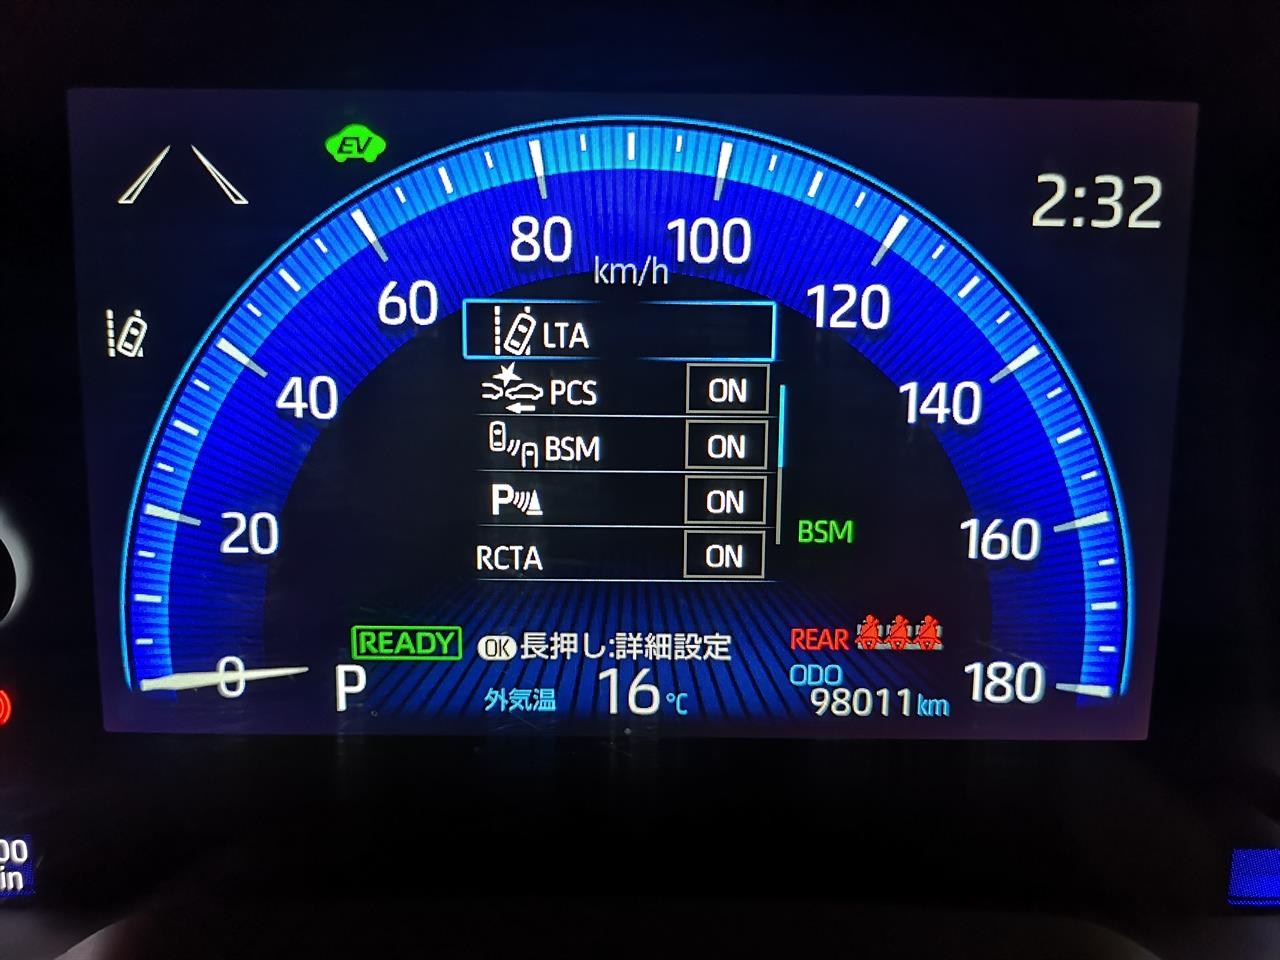 EV
2:32
80
100
km/h
60
120
LTA
40
PCS ON
140
BSM ON
P ON
20
BSM
160
RCTA ON
READY
OK 長押し:詳細設定
REAR
0
P
外気温 16℃
ODO
98011 km
180
00
in